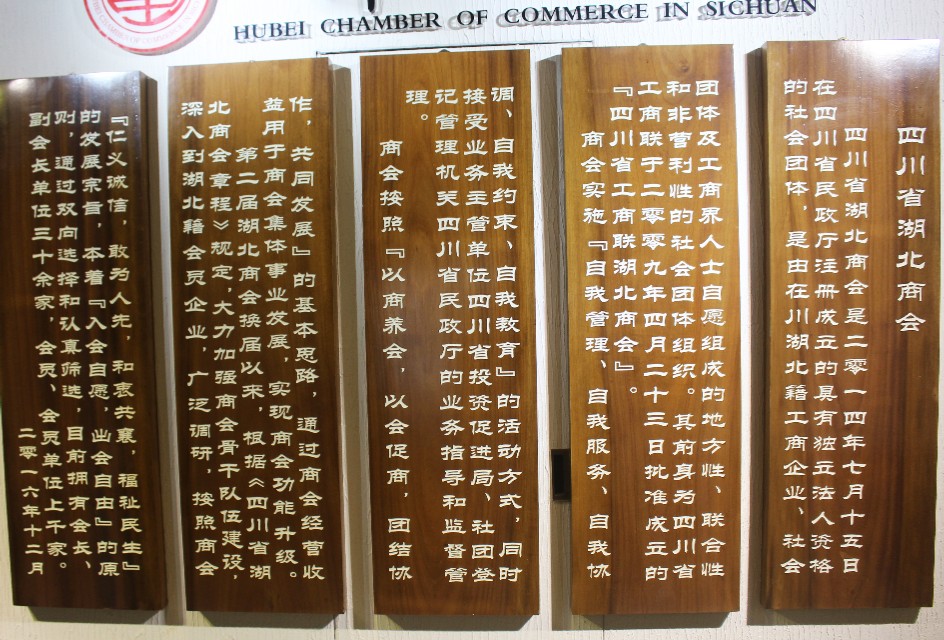 HUBEI CHAMBER OF COMMERCE IN SICHUAN
四川省湖北商会
四川省湖北商会是二零一四年七月十五日
在四川省民政厅注册成立的具有独立法人资格
的社会团体，是由在川湖北籍工商企业、社会
团体及工商界人士自愿组成的地方性、联合性
和非营利性的社会团体组织。其前身为四川省
工商联于二零零九年四月二十三日批准成立的
『四川省工商联湖北商会』。
商会实施『自我管理、自我服务、自我协
调、自我约束、自我教育』的活动方式，同时
接受业务主管单位四川省投资促进局、社团登
记管理机关四川省民政厅的业务指导和监督管
理。
商会按照『以商养会，以会促商，团结协
作，共同发展』的基本思路，通过商会经营收
益用于商会集体事业发展，实现商会功能升级。
第二届湖北商会换届以来，根据《四川省湖
北商会章程》规定，大力加强商会骨干队伍建设，
深入到湖北籍会员企业，广泛调研，按照商会
『仁义诚信，敢为人先，和衷共襄，福祉民生』
的发展宗旨，本着『入会自愿，出会自由』的原
则，通过双向选择和认真筛选，目前拥有会长、
副会长单位三十余家，会员、会员单位上千家。
二零一六年十二月